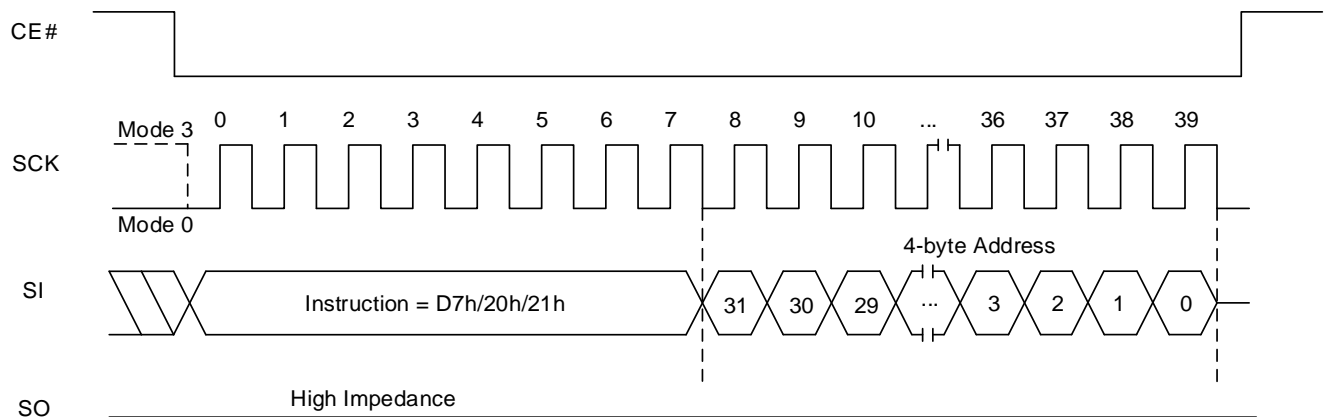 CE#
0 1 2 3 4 5 6 7 8 9 10 ... 36 37 38 39
Mode 3
SCK
Mode 0
4-byte Address
SI
Instruction = D7h/20h/21h 31 30 29 ... 3 2 1 0
High Impedance
SO